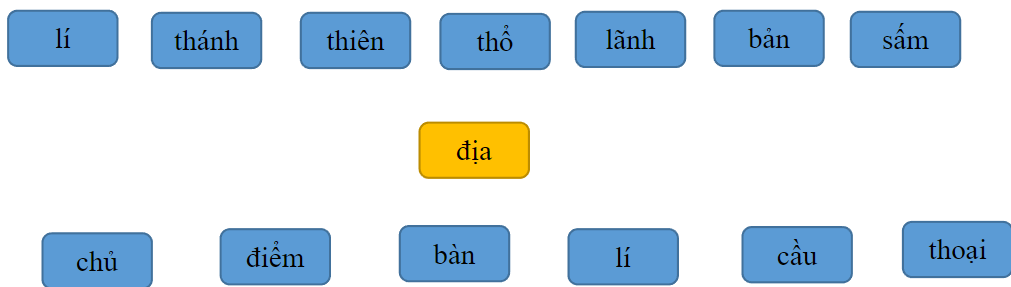 lí thánh thiên thổ lãnh bản sấm
địa
chủ điểm bàn lí cầu thoại